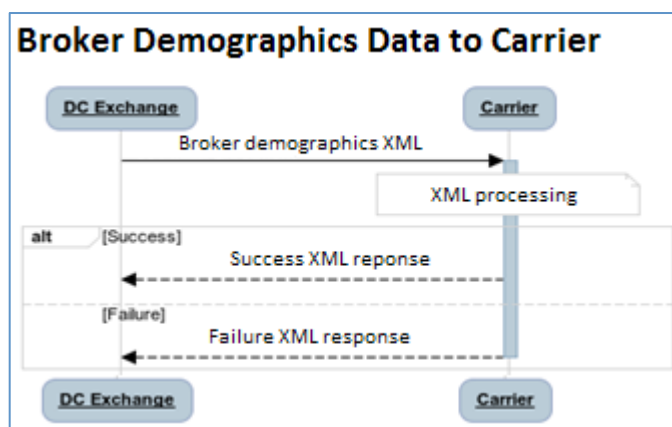 Broker Demographics Data to Carrier
DC Exchange
Carrier
Broker demographics XML
XML processing
alt
[Success]
Success XML reponse
[Failure]
Failure XML response
DC Exchange
Carrier